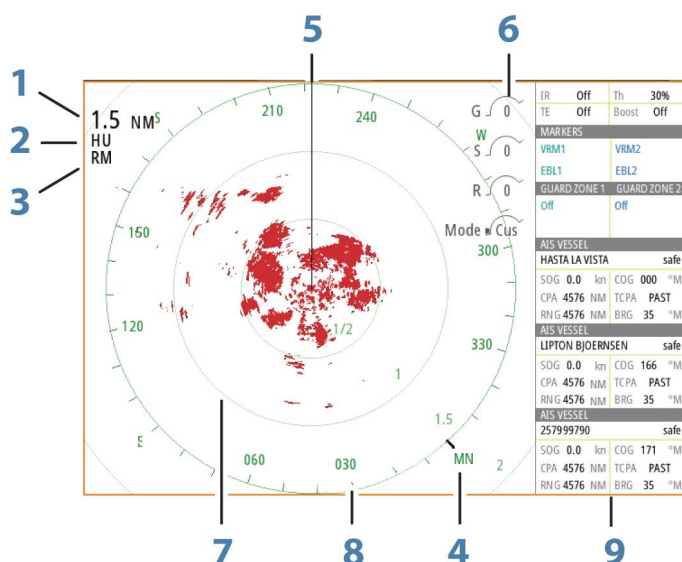 5
6
1
2
3
1.5 NM
HU
RM
S
210
240
W
300
330
MN
030
060
E
120
150
1/2
1
1.5
2
G 0
S 0
R 0
Mode Cus
IR Off Th 30%
TE Off Boost Off
MARKERS
VRM1 VRM2
EBL1 EBL2
GUARD ZONE 1 GUARD ZONE 2
Off Off
AIS VESSEL
HASTA LA VISTA safe
SOG 0.0 kn COG 000 °M
CPA 4576 NM TCPA PAST
RNG 4576 NM BRG 35 °M
AIS VESSEL
LIPTON BJOERNSEN safe
SOG 0.0 kn COG 166 °M
CPA 4576 NM TCPA PAST
RNG 4576 NM BRG 35 °M
AIS VESSEL
257999790 safe
SOG 0.0 kn COG 171 °M
CPA 4576 NM TCPA PAST
RNG 4576 NM BRG 35 °M
7
8
4
9